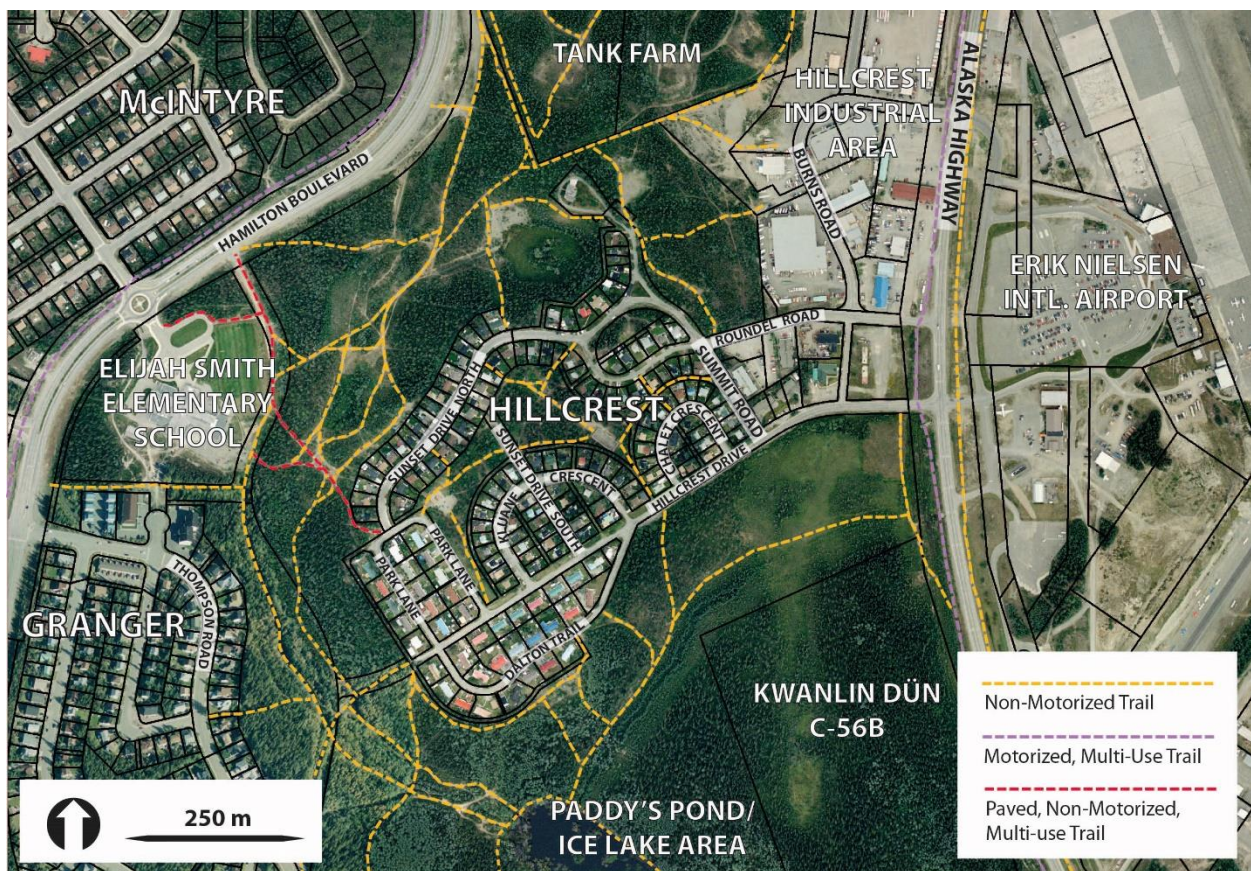 TANK FARM
McINTYRE
HILLCREST
INDUSTRIAL
AREA
ALASKA HIGHWAY
HAMILTON BOULEVARD
BURNS ROAD
ERIK NIELSEN
INTL. AIRPORT
ROUNDEL ROAD
ELIJAH SMITH
ELEMENTARY
SCHOOL
SUMMIT ROAD
SUNSET DRIVE NORTH
HILLCREST
CHALET CRESCENT
HILLCREST DRIVE
SUNSET DRIVE SOUTH
KLUANE CRESCENT
PARK LANE
PARK LANE
THOMPSON ROAD
GRANGER
DALTON TRAIL
KWANLIN DÜN
C-56B
PADDY'S POND/
ICE LAKE AREA
250 m
Non-Motorized Trail
Motorized, Multi-Use Trail
Paved, Non-Motorized,
Multi-use Trail